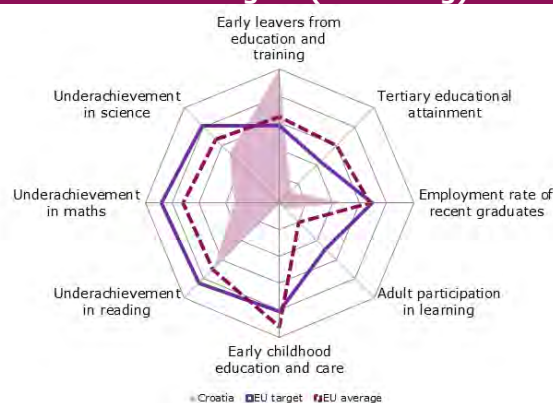 Early leavers from
education and
training
Tertiary educational
attainment
Employment rate of
recent graduates
Adult participation
in learning
Early childhood
education and care
Underachievement
in reading
Underachievement
in maths
Underachievement
in science
Croatia EU target EU average